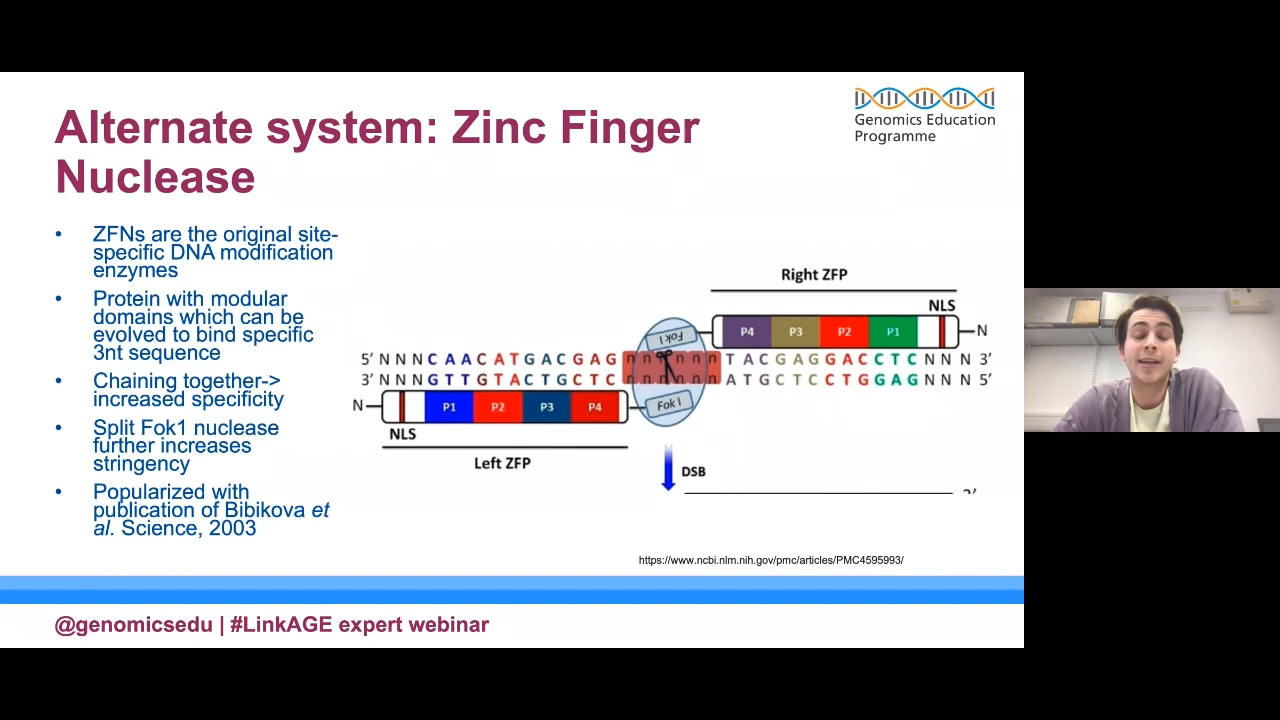 Alternate system: Zinc Finger
Nuclease
Genomics Education
Programme
• ZFNs are the original site-
specific DNA modification
enzymes
• Protein with modular
domains which can be
evolved to bind specific
3nt sequence
• Chaining together->
increased specificity
• Split Fok1 nuclease
further increases
stringency
• Popularized with
publication of Bibikova et
al. Science, 2003
Right ZFP
NLS
P4 P3 P2 P1 N
Fok I
5’ N N N C A A C A T G A C G A G n n n n n n T A C G A G G A C C T C N N N 3’
3’ N N N G T T G T A C T G C T C n n n n n n A T G C T C C T G G A G N N N 5’
N P1 P2 P3 P4 Fok I
NLS
Left ZFP
DSB
https://www.ncbi.nlm.nih.gov/pmc/articles/PMC4595993/
@genomicsedu | #LinkAGE expert webinar